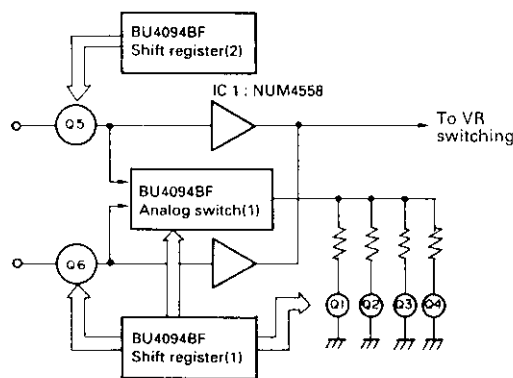 BU4094BF
Shift register(2)
IC 1 : NUM4558
Q5
To VR
switching
BU4094BF
Analog switch(1)
Q6
Q1
Q2
Q3
Q4
BU4094BF
Shift register(1)